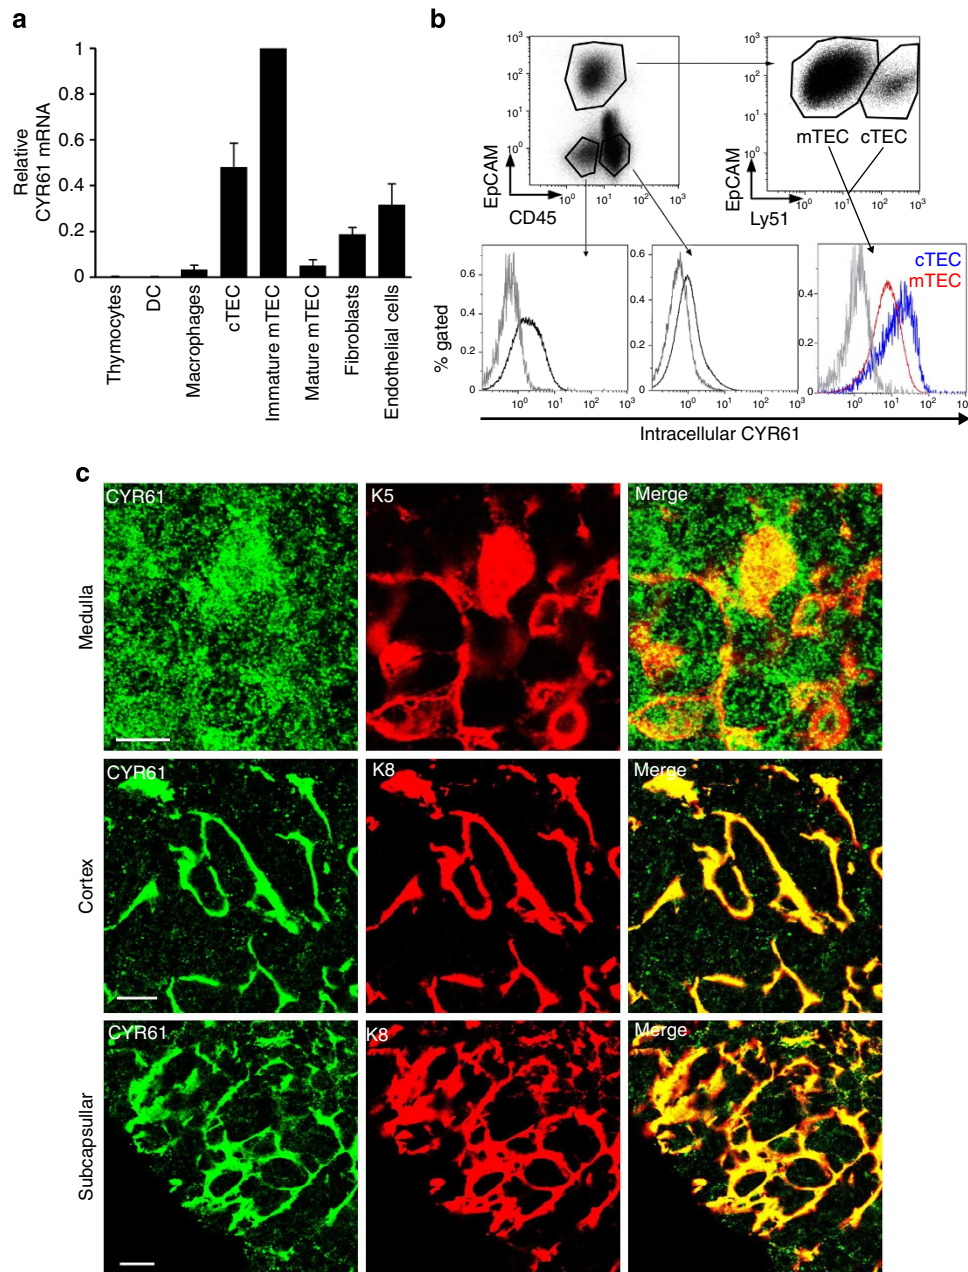 a
Relative
CYR61 mRNA
1
0.8
0.6
0.4
0.2
0
Thymocytes
DC
Macrophages
cTEC
Immature mTEC
Mature mTEC
Fibroblasts
Endothelial cells
b
10³
10²
10¹
10⁰
EpCAM
10⁰ 10¹ 10² 10³
CD45
10³
10²
10¹
10⁰
EpCAM
mTEC cTEC
10⁰ 10¹ 10² 10³
Ly51
% gated
0.6
0.4
0.2
0
10⁰ 10¹ 10² 10³
0.6
0.4
0.2
0
10⁰ 10¹ 10² 10³
cTEC
mTEC
0.4
0.2
0
10⁰ 10¹ 10² 10
Intracellular CYR61
c
Medulla
CYR61 K5 Merge
Cortex
CYR61 K8 Merge
Subcapsullar
CYR61 K8 Merge